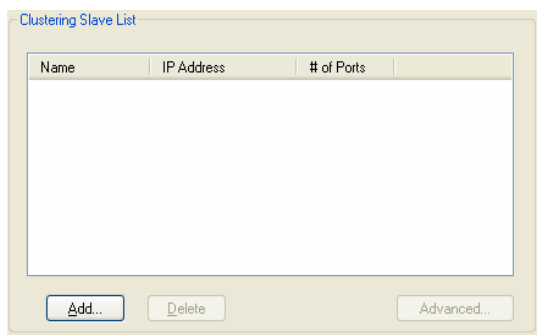 Clustering Slave List
Name IP Address # of Ports
Add... Delete Advanced...